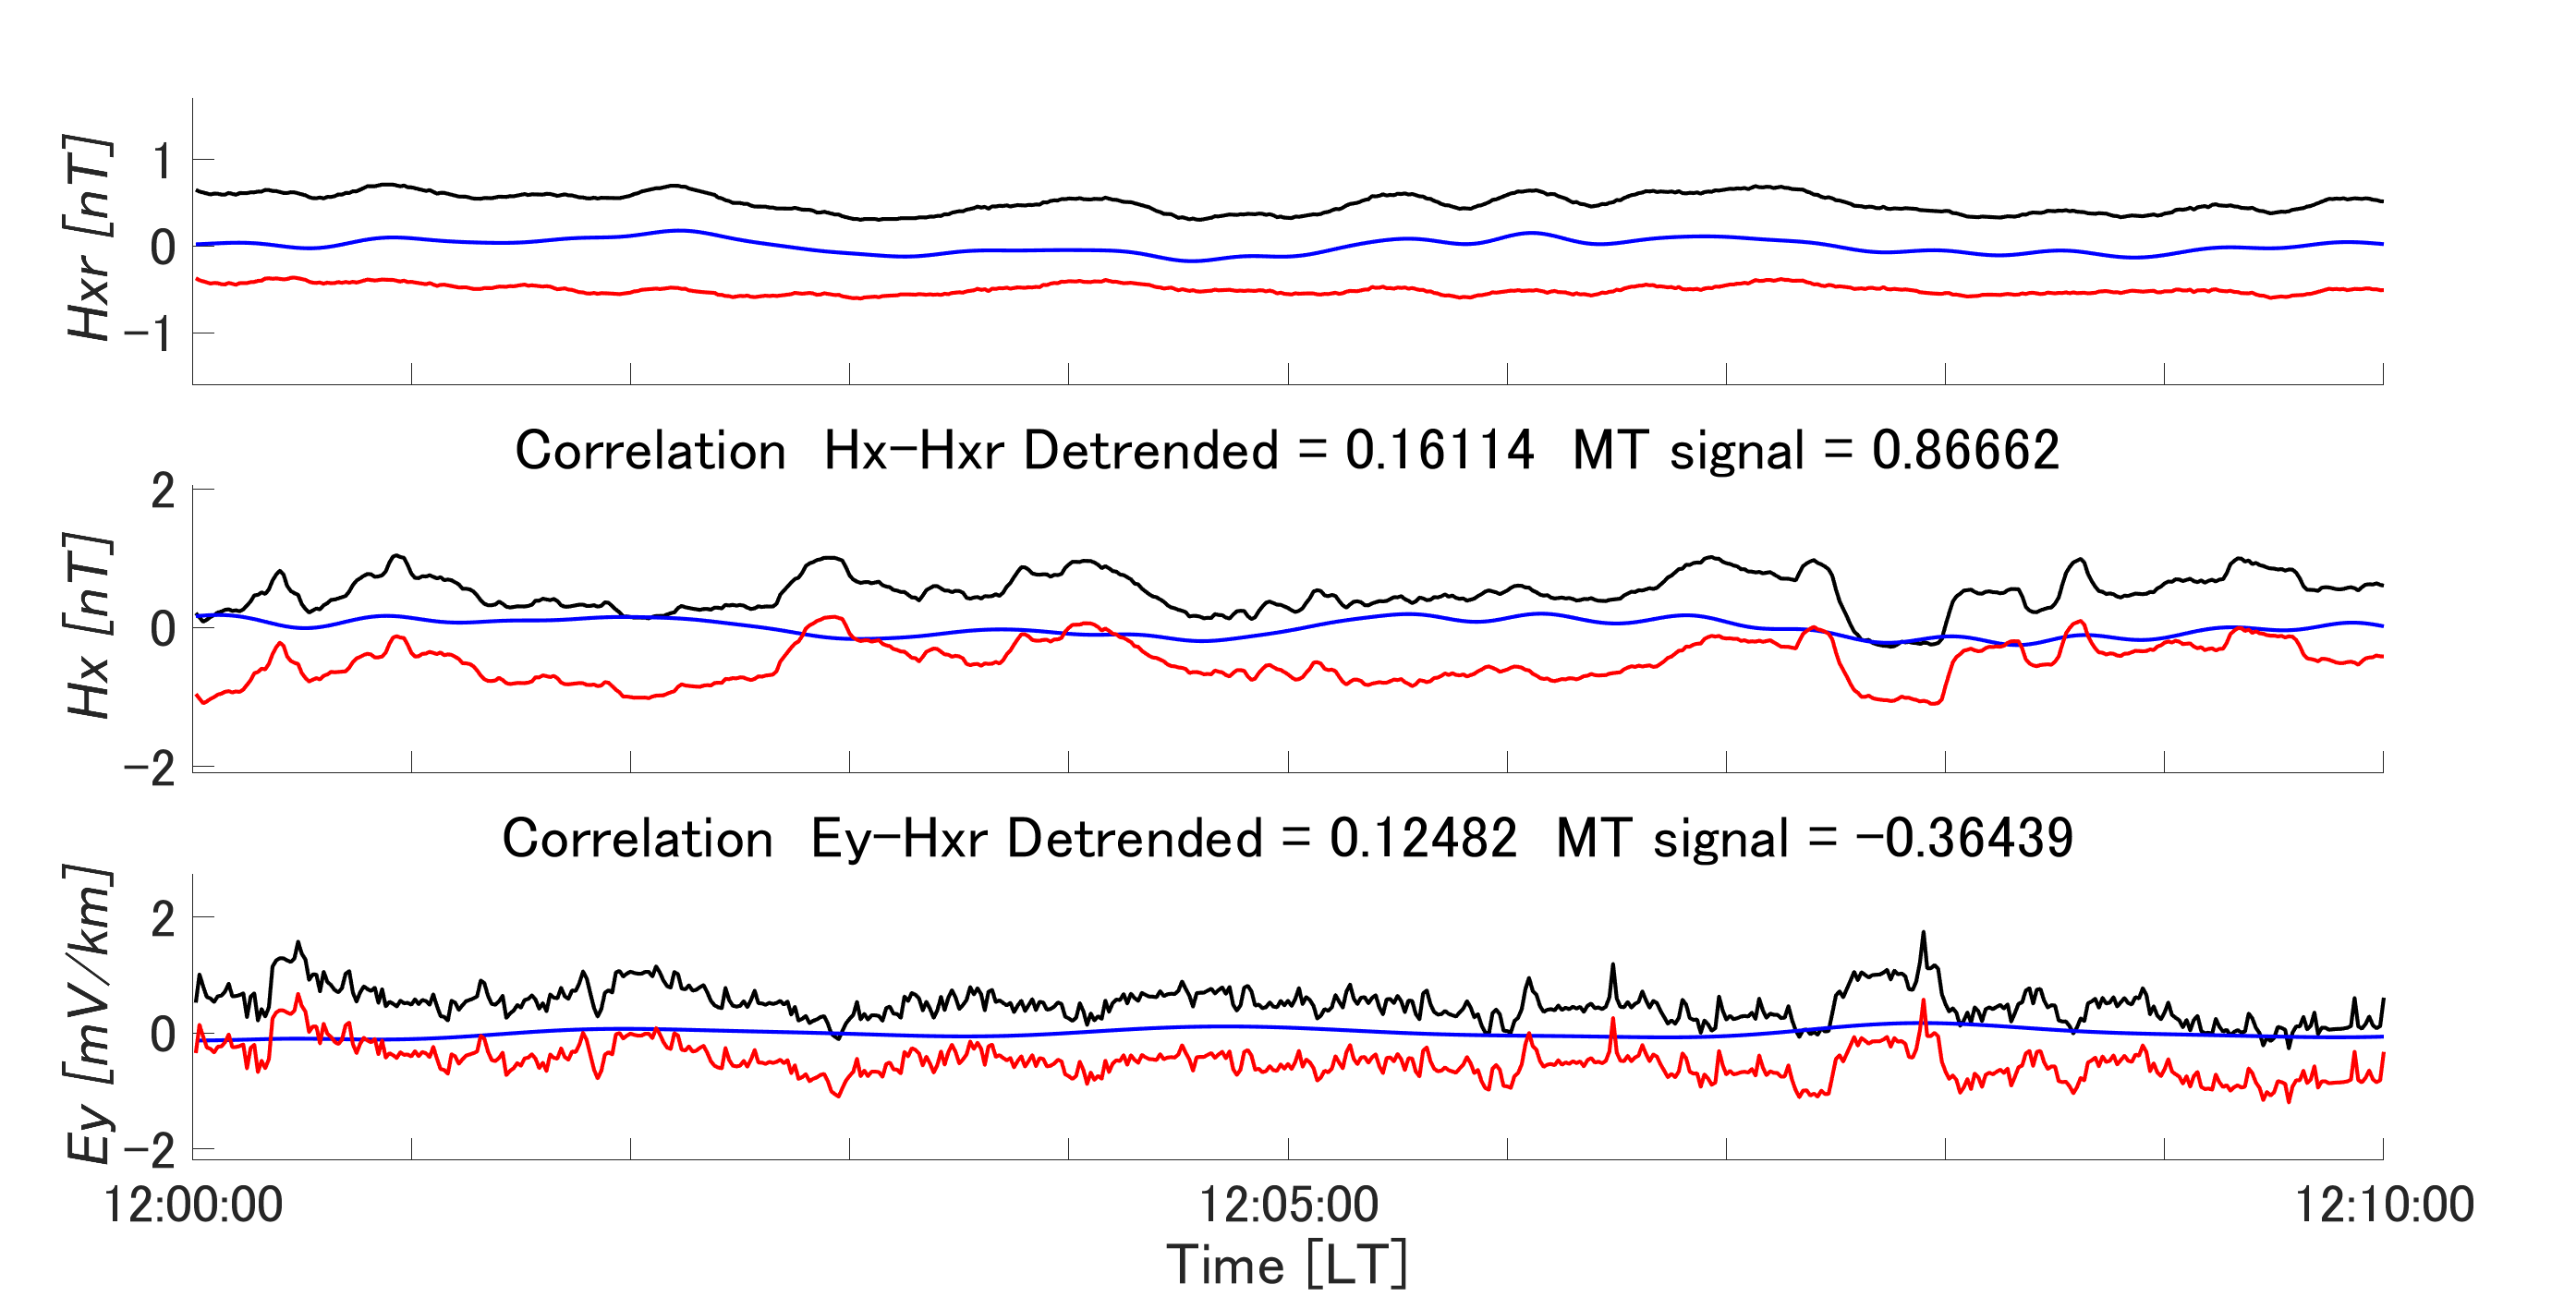 Hxr [nT]
1
0
-1
Correlation Hx-Hxr Detrended = 0.16114 MT signal = 0.86662
Hx [nT]
2
0
-2
Correlation Ey-Hxr Detrended = 0.12482 MT signal = -0.36439
Ey [mV/km]
2
0
-2
12:00:00 12:05:00 12:10:00
Time [LT]